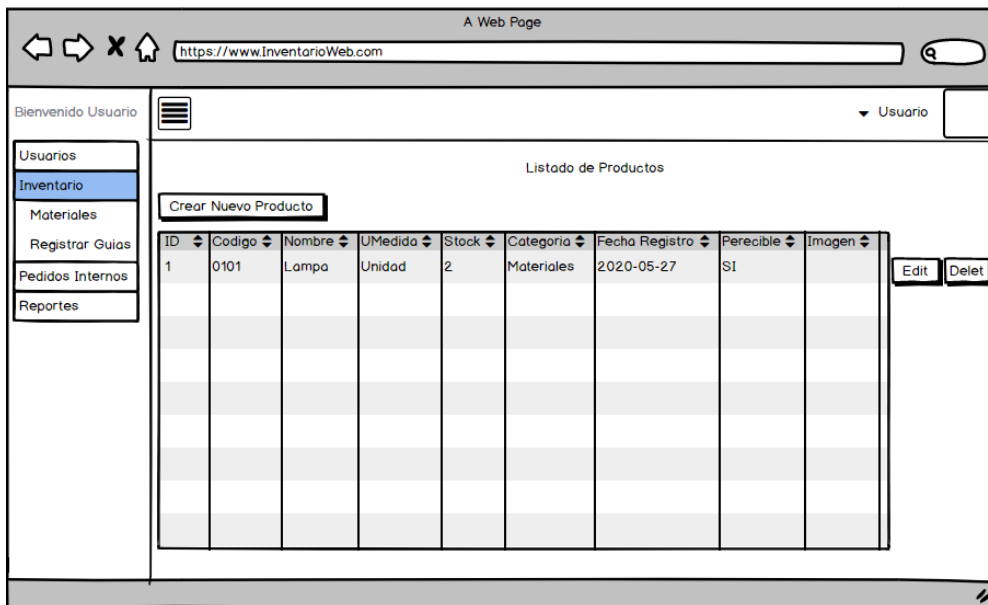 A Web Page
https://www.InventarioWeb.com
Bienvenido Usuario
Usuario
Usuarios
Inventario
Materiales
Registrar Guias
Pedidos Internos
Reportes
Listado de Productos
Crear Nuevo Producto
ID Codigo Nombre UMedida Stock Categoria Fecha Registro Perecible Imagen
1 0101 Lampa Unidad 2 Materiales 2020-05-27 SI Edit Delet